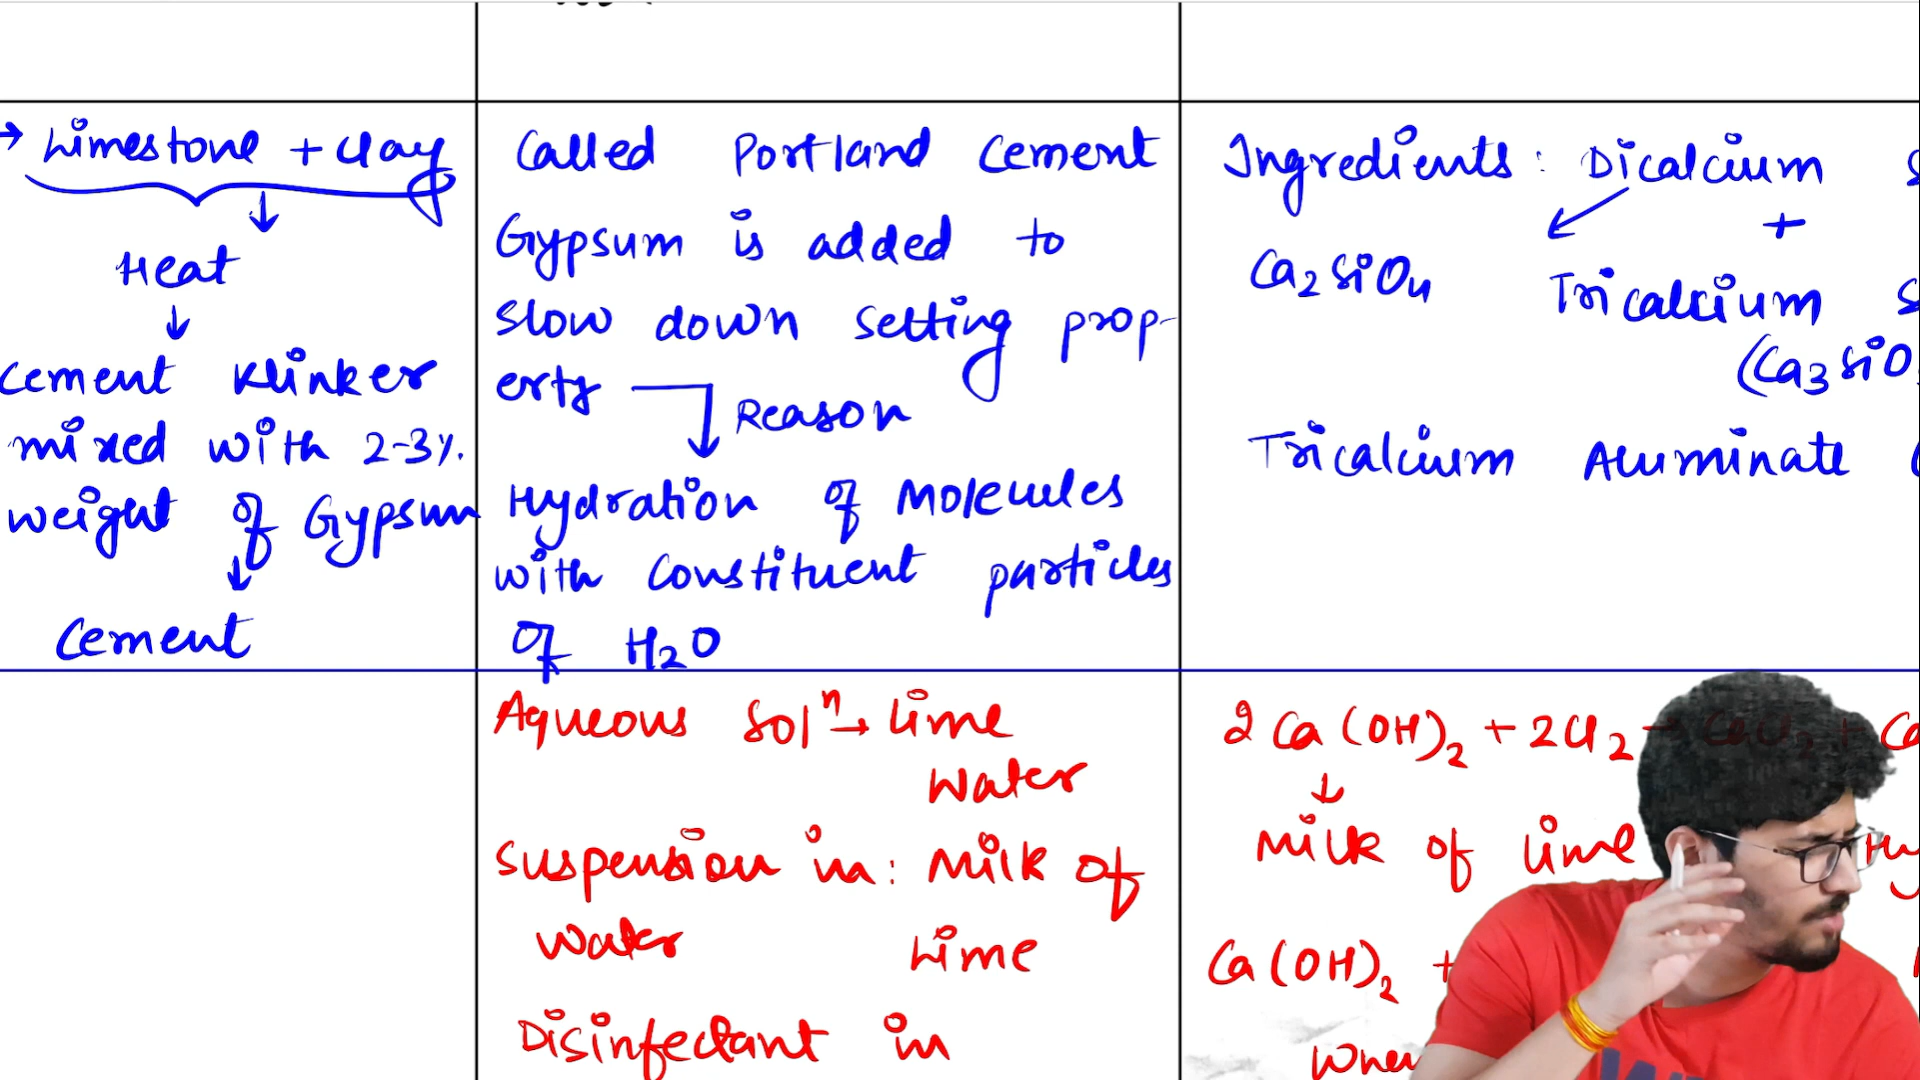 → Limestone + Clay
↓
Heat
↓
Cement Klinker
mixed with 2-3%
weight of Gypsum
↓
Cement
Called Portland Cement
Gypsum is added to
slow down setting prop-
erty
Reason
Hydration of Molecules
with constituent particles
of H2O
Ingredients: Dicalcium S
+
Ca2SiO4 Tricalcium S
(Ca3SiO
Tricalcium Aluminate (
Aqueous Solⁿ → Lime
Water
Suspension in: Milk of
Water Lime
Disinfectant in
2Ca(OH)2 + 2Cl2 → CaCl2 + Ca
↓
Milk of lime Hy
Ca(OH)2 +
When